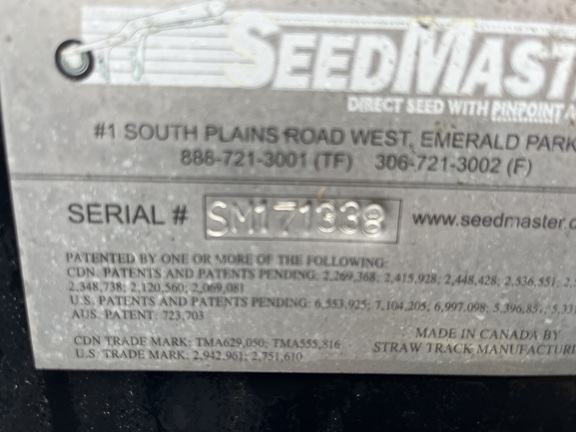 SEEDMAST
DIRECT SEED WITH PINPOINT A
#1 SOUTH PLAINS ROAD WEST, EMERALD PARK
888-721-3001 (TF) 306-721-3002 (F)
SERIAL # SM171338 www.seedmaster.c
PATENTED BY ONE OR MORE OF THE FOLLOWING:
CDN. PATENTS AND PATENTS PENDING: 2,269,368; 2,415,928; 2,448,428; 2,536,551;
2,348,738; 2,120,560; 2,069,081
U.S. PATENTS AND PATENTS PENDING: 6,553,925; 7,104,205; 6,997,098; 5,396,851;
AUS. PATENT: 723,703
CDN TRADE MARK: TMA629,050; TMA555,816
U.S. TRADE MARK: 2,942,961; 2,751,610
MADE IN CANADA BY
STRAW TRACK MANUFACTURI